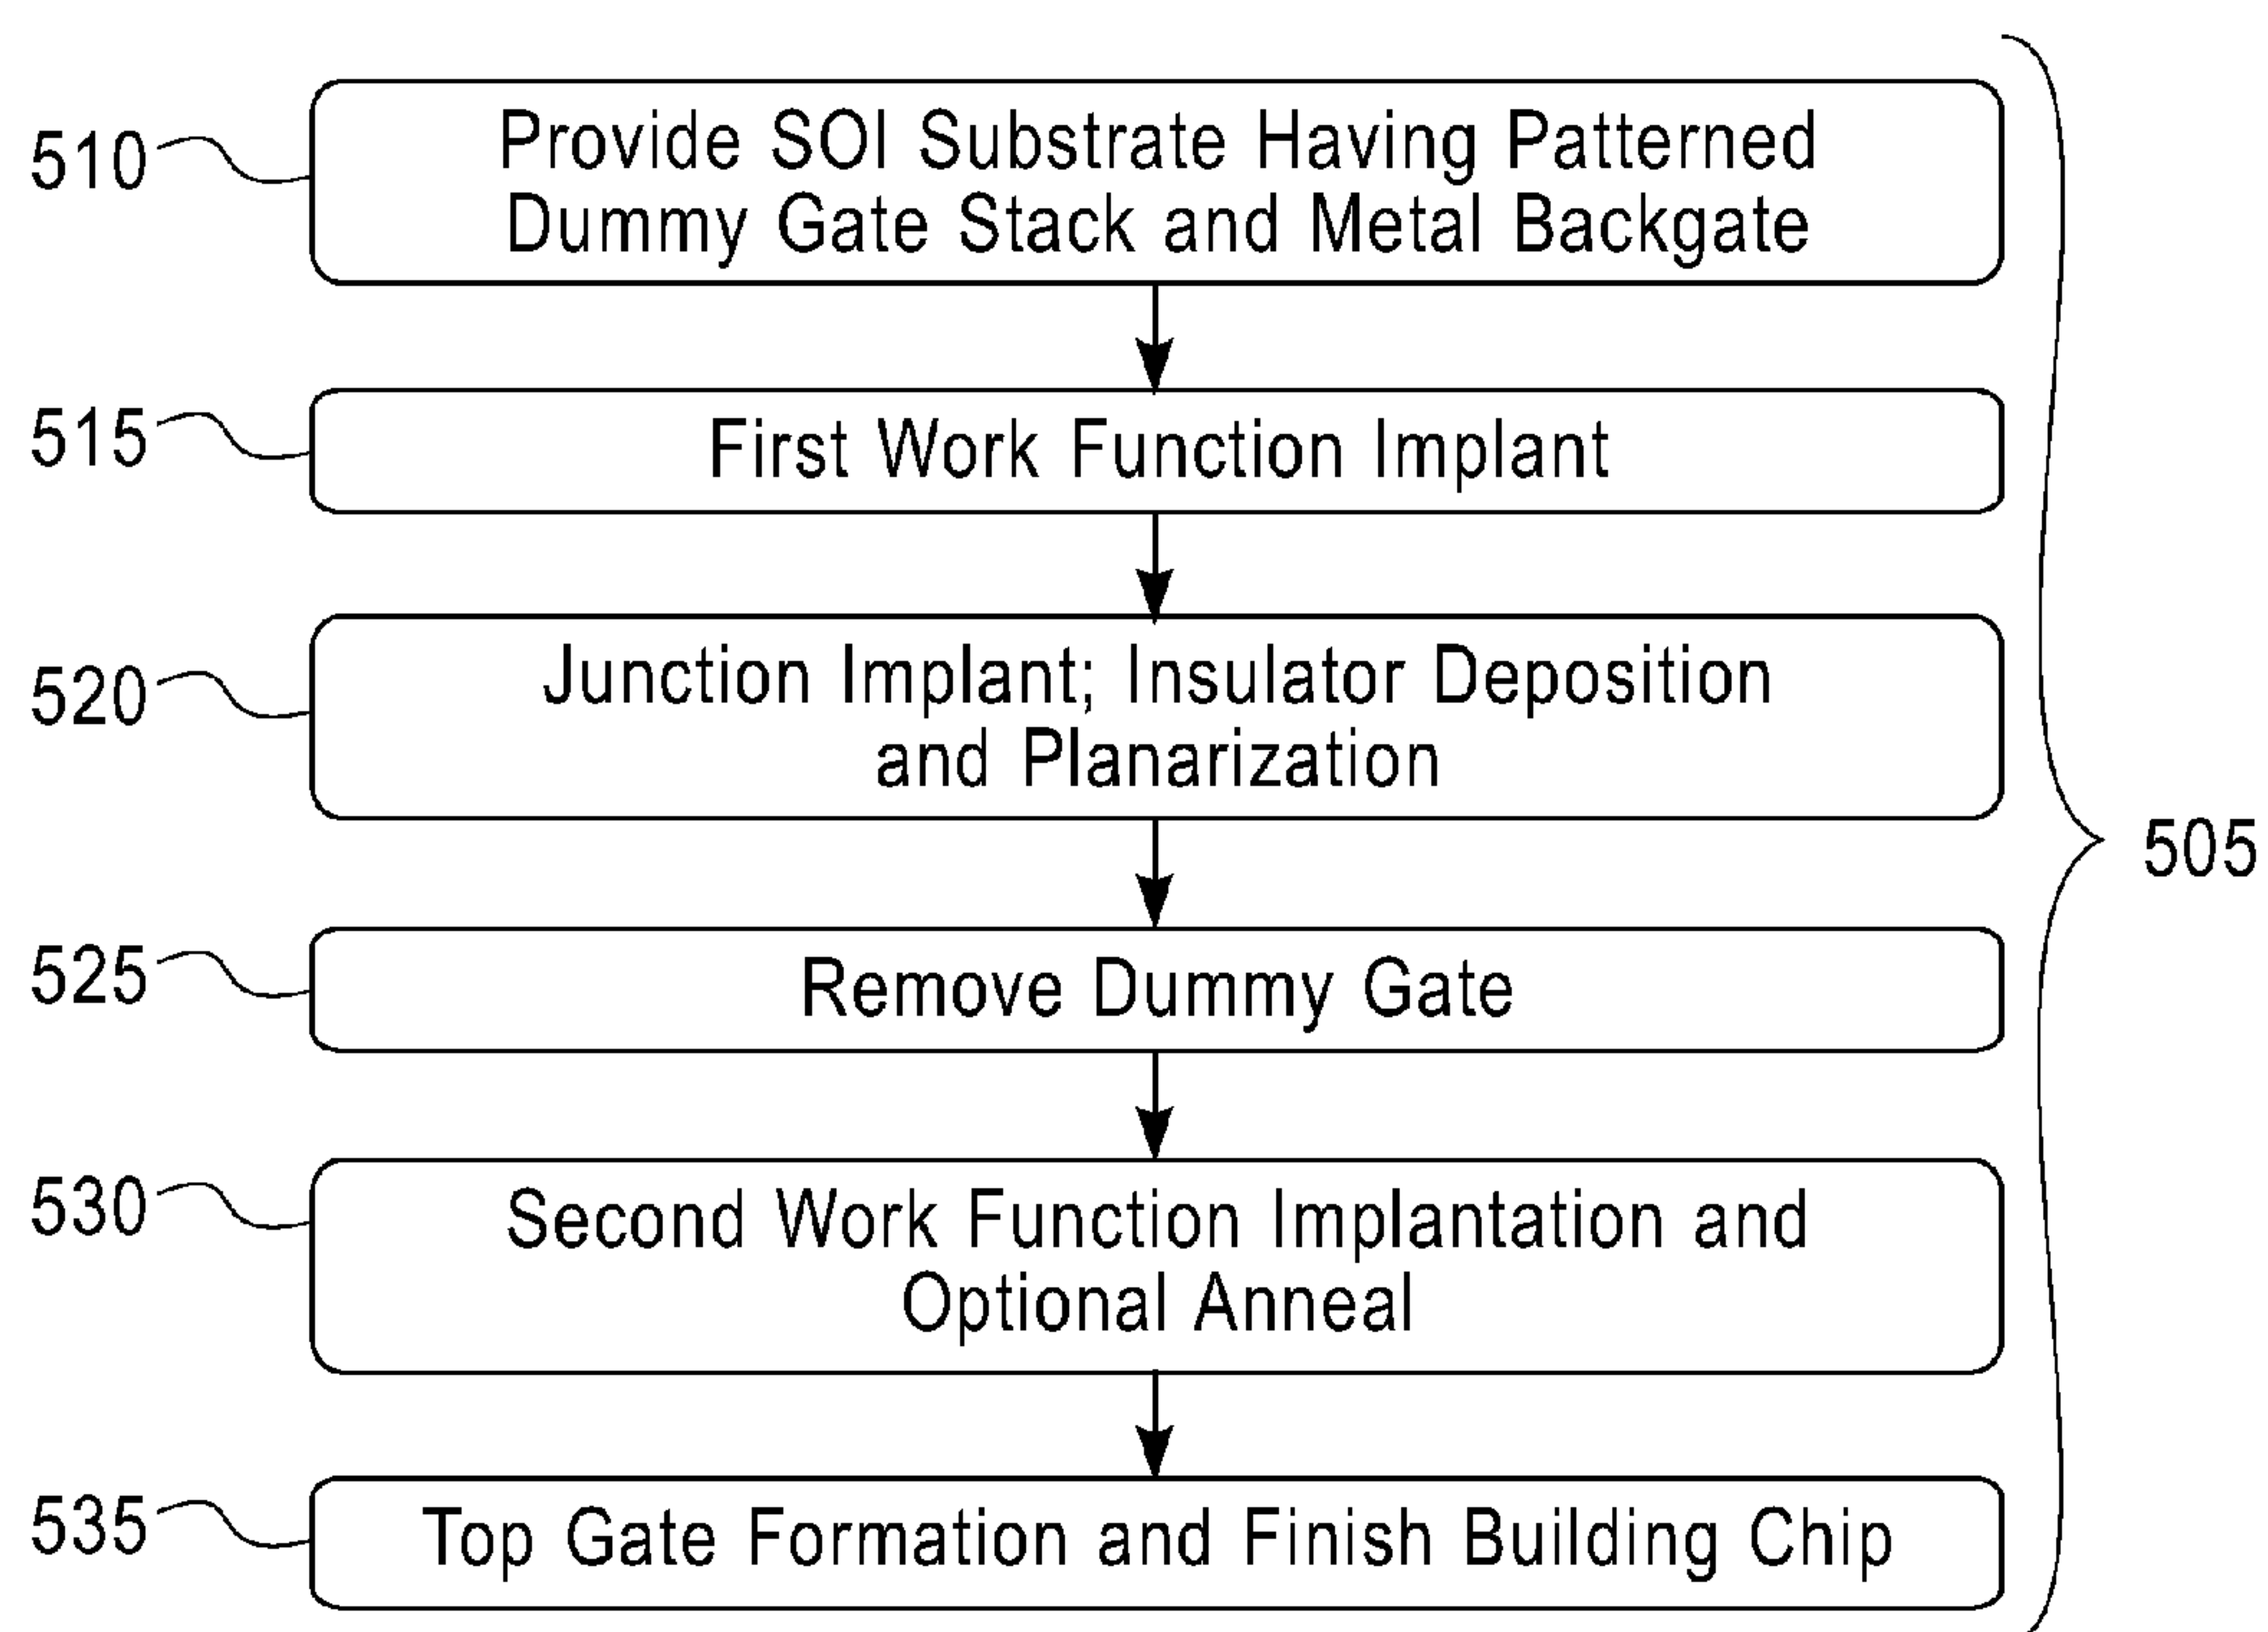 510
Provide SOI Substrate Having Patterned
Dummy Gate Stack and Metal Backgate
515
First Work Function Implant
520
Junction Implant; Insulator Deposition
and Planarization
505
525
Remove Dummy Gate
530
Second Work Function Implantation and
Optional Anneal
535
Top Gate Formation and Finish Building Chip